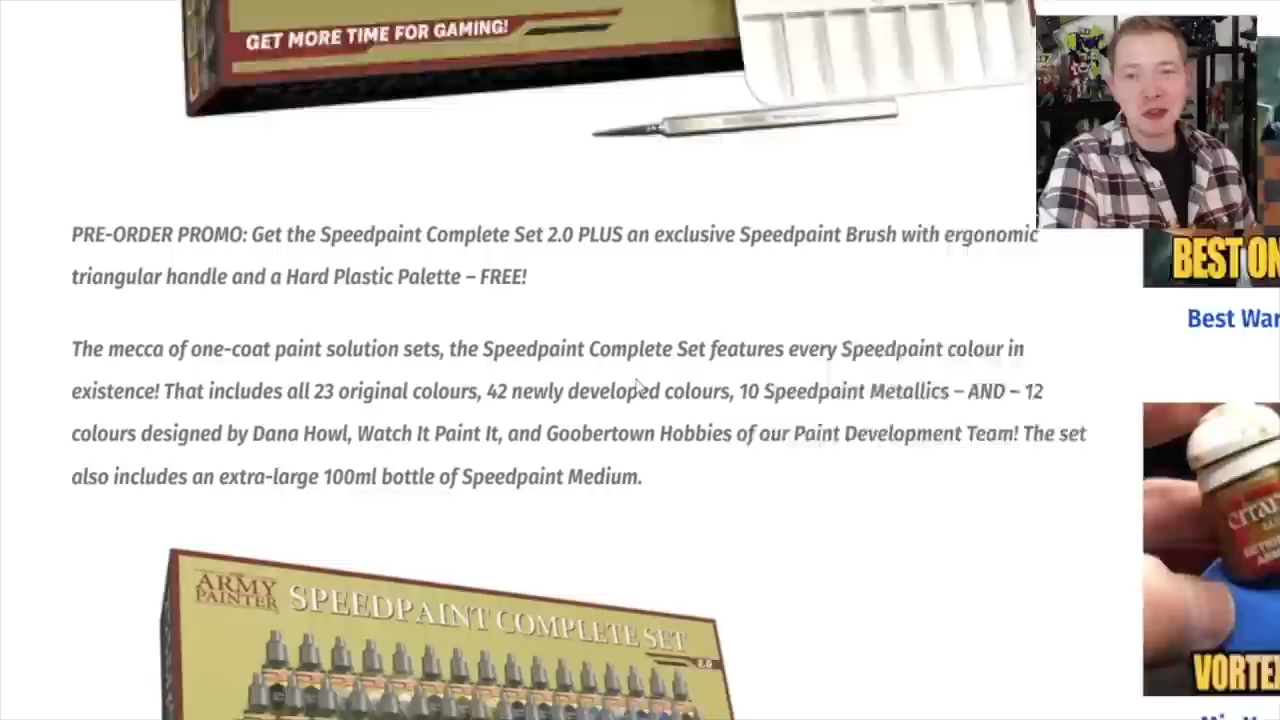 GET MORE TIME FOR GAMING!
PRE-ORDER PROMO: Get the Speedpaint Complete Set 2.0 PLUS an exclusive Speedpaint Brush with ergonomic
triangular handle and a Hard Plastic Palette – FREE!
BEST ON
Best War
The mecca of one-coat paint solution sets, the Speedpaint Complete Set features every Speedpaint colour in
existence! That includes all 23 original colours, 42 newly developed colours, 10 Speedpaint Metallics – AND – 12
colours designed by Dana Howl, Watch It Paint It, and Goobertown Hobbies of our Paint Development Team! The set
also includes an extra-large 100ml bottle of Speedpaint Medium.
THE
ARMY
PAINTER
SPEEDPAINT COMPLETE SET
2.0
VORTE